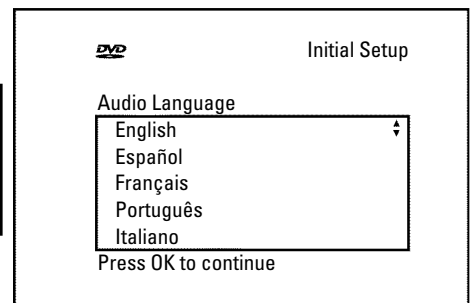 DVD
Initial Setup
Audio Language
English
Español
Français
Português
Italiano
Press OK to continue